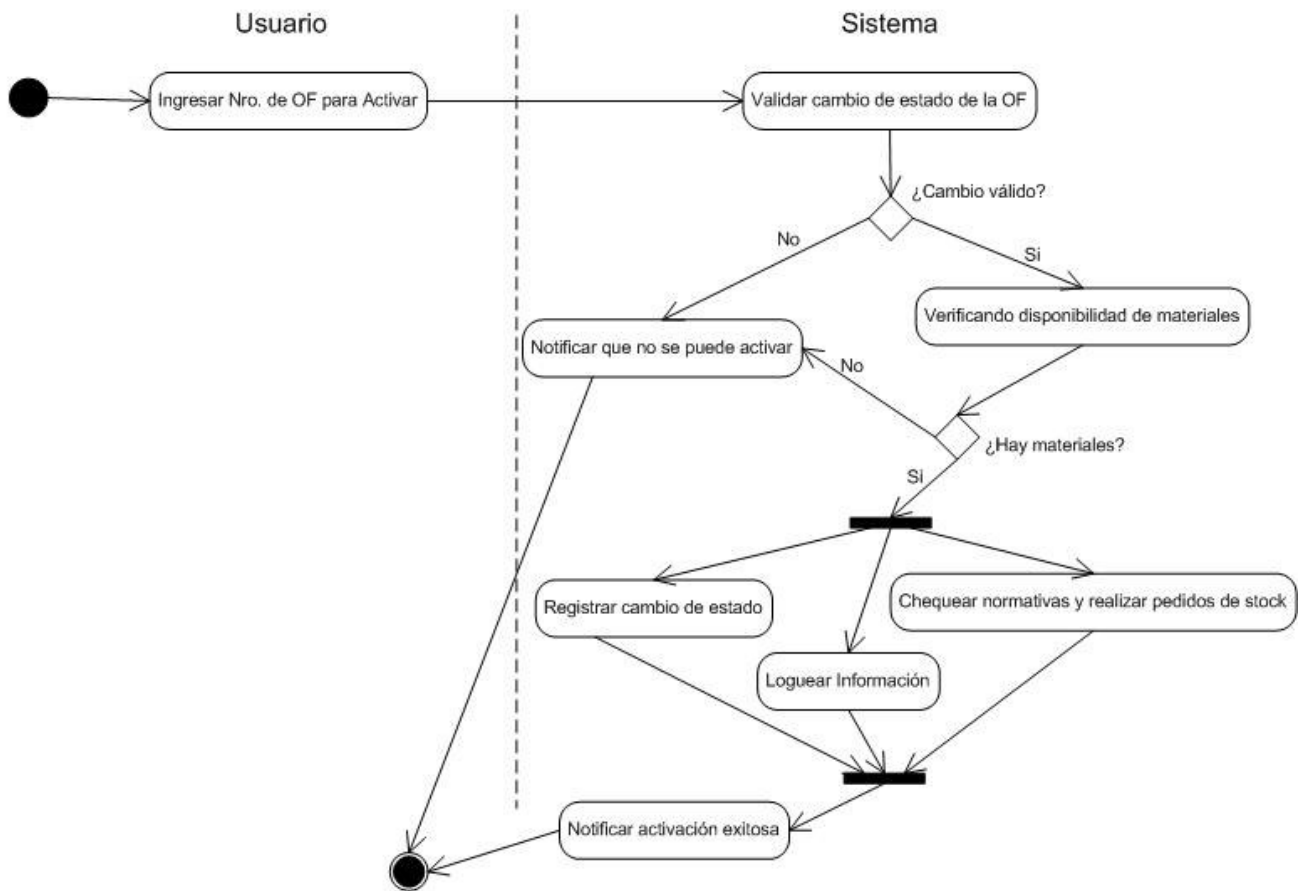 Usuario
Sistema
Ingresar Nro. de OF para Activar
Validar cambio de estado de la OF
¿Cambio válido?
No
Si
Verificando disponibilidad de materiales
Notificar que no se puede activar
No
¿Hay materiales?
Si
Registrar cambio de estado
Chequear normativas y realizar pedidos de stock
Loguear Información
Notificar activación exitosa